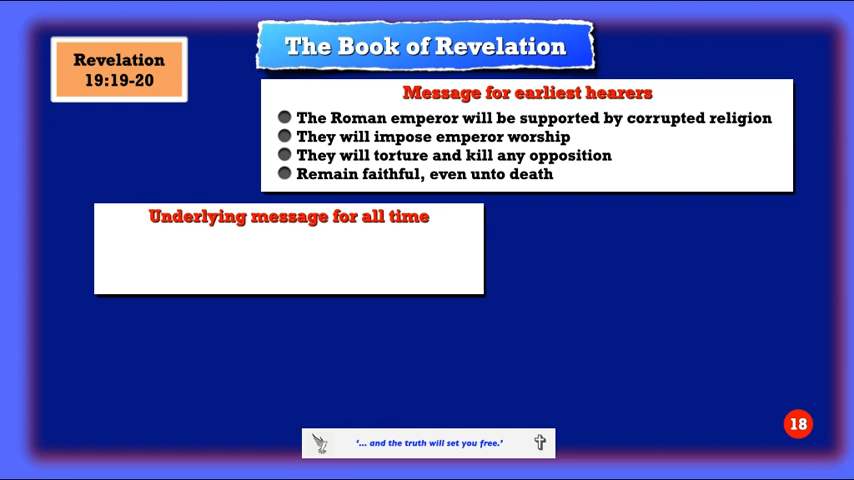 The Book of Revelation
Revelation
19:19-20
Message for earliest hearers
The Roman emperor will be supported by corrupted religion
They will impose emperor worship
They will torture and kill any opposition
Remain faithful, even unto death
Underlying message for all time
18
‘... and the truth will set you free.’